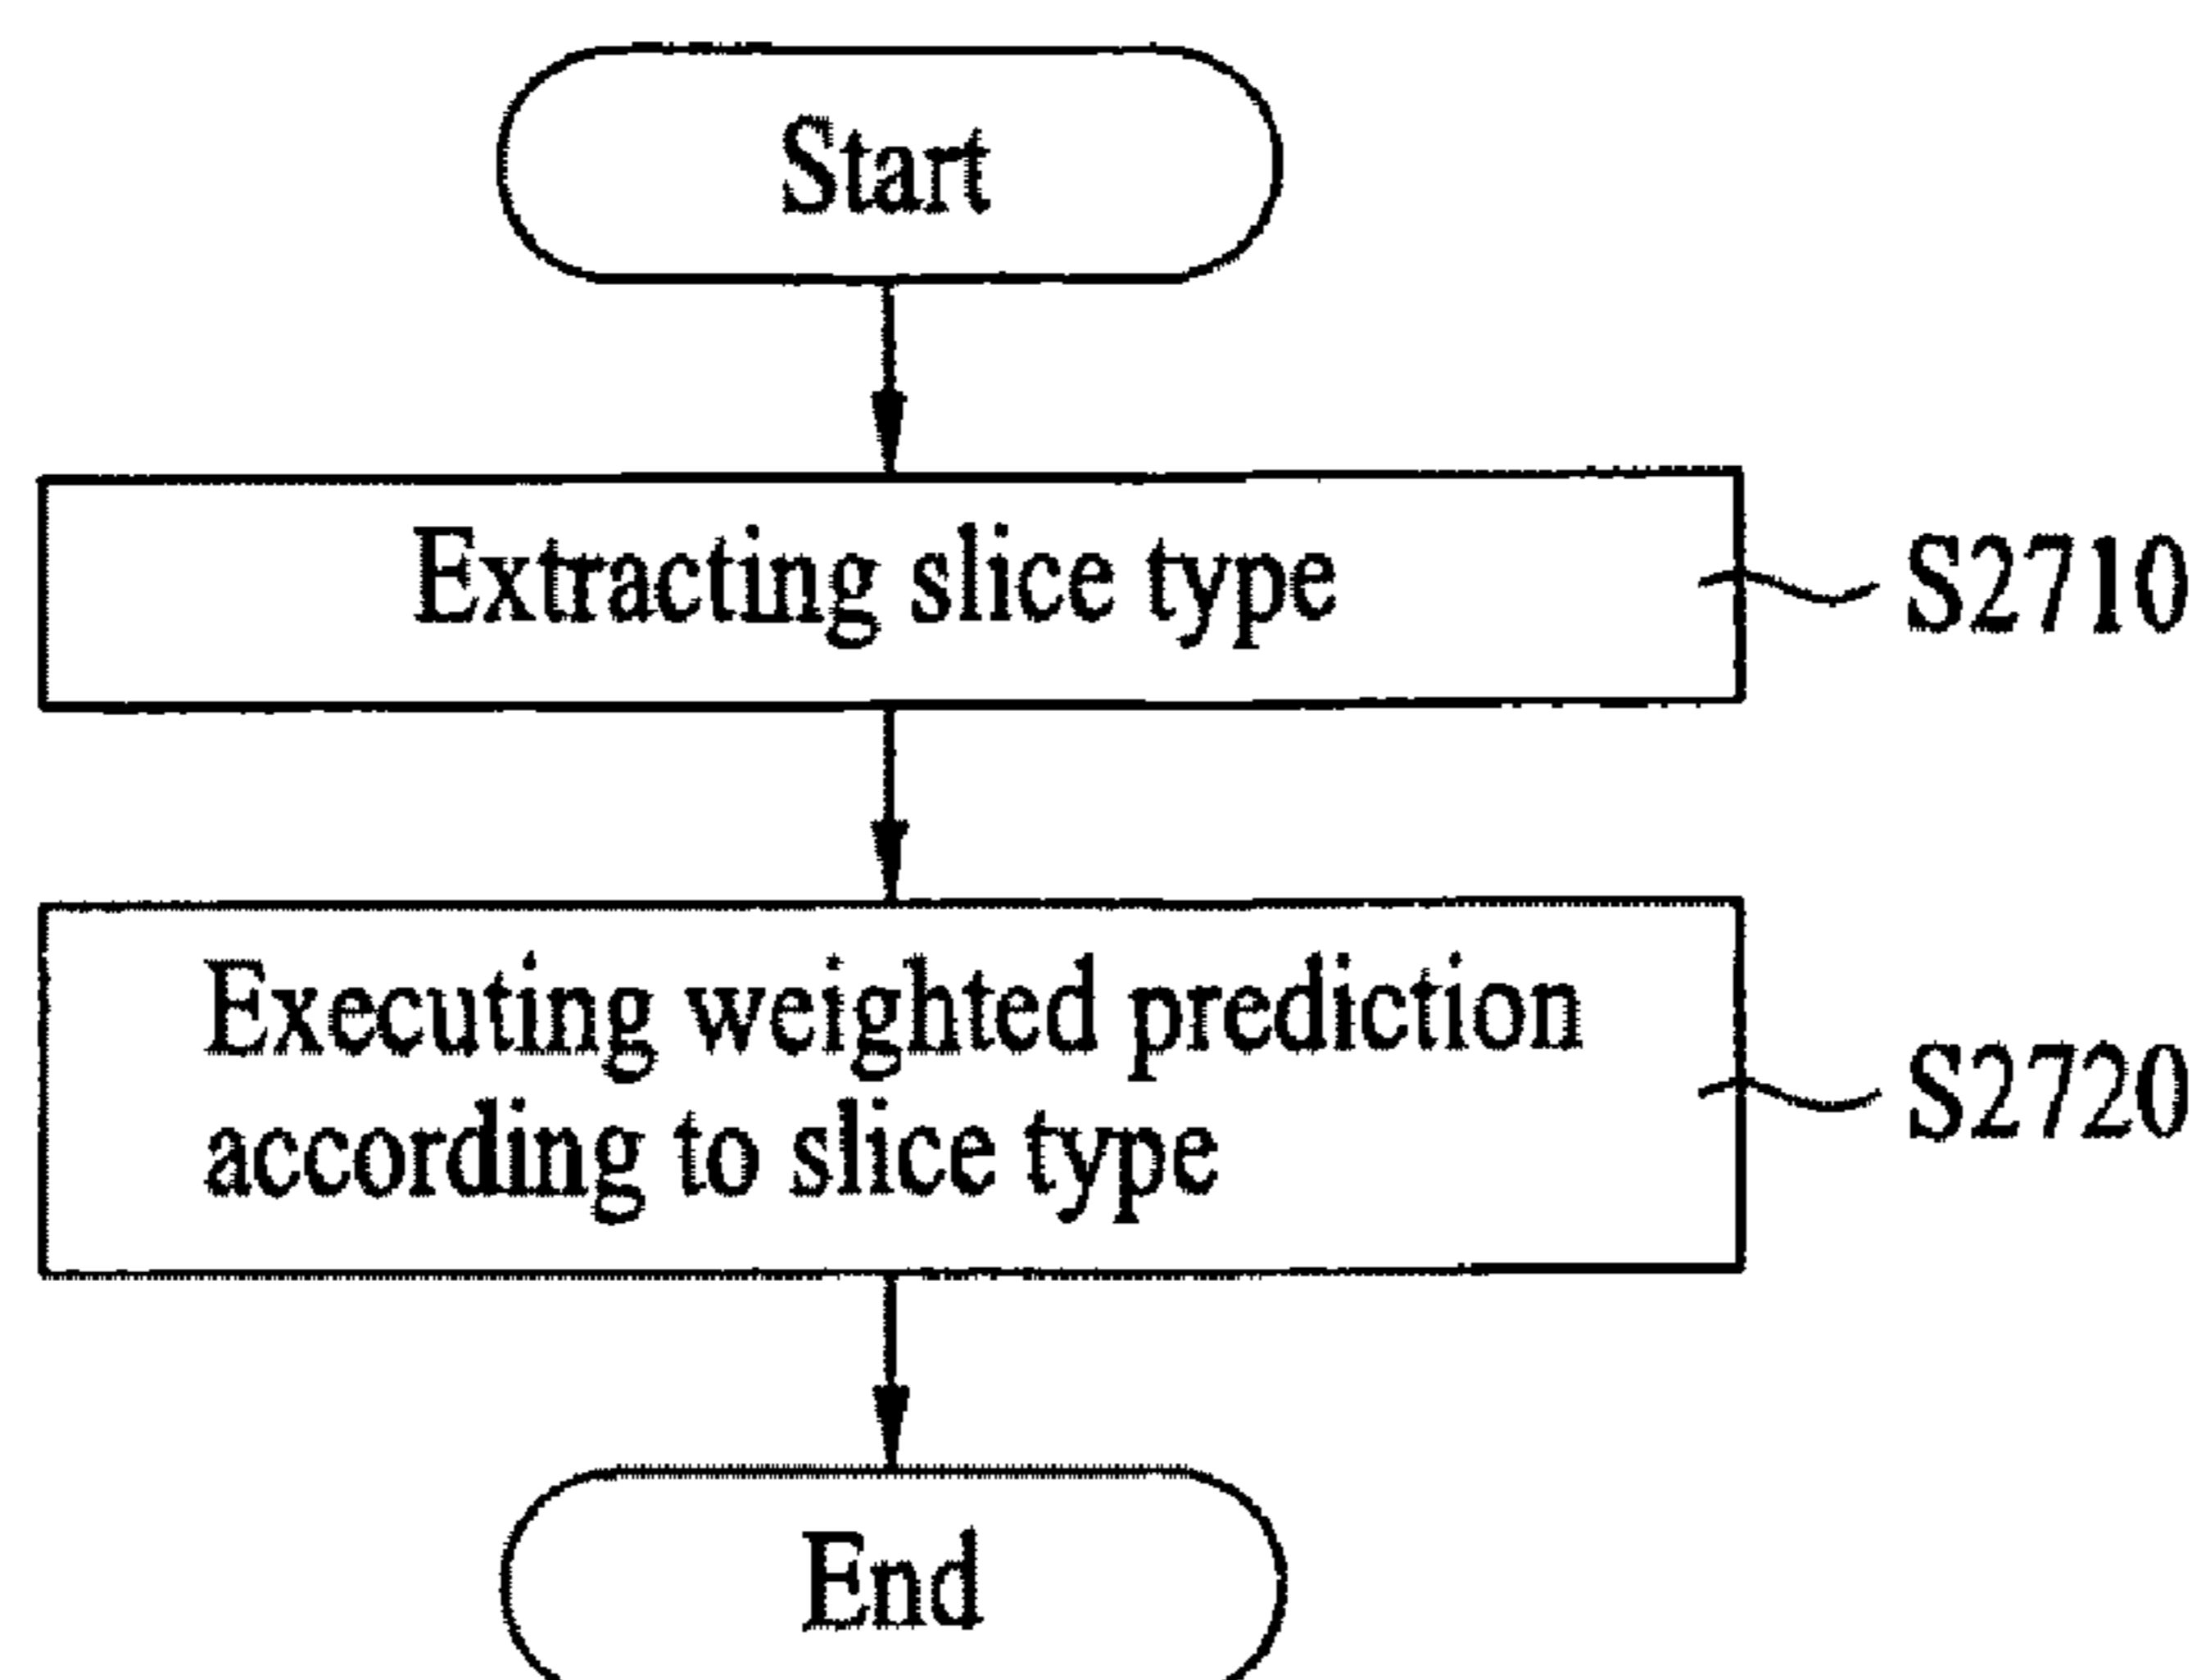 Start
Extracting slice type
S2710
Executing weighted prediction
according to slice type
S2720
End